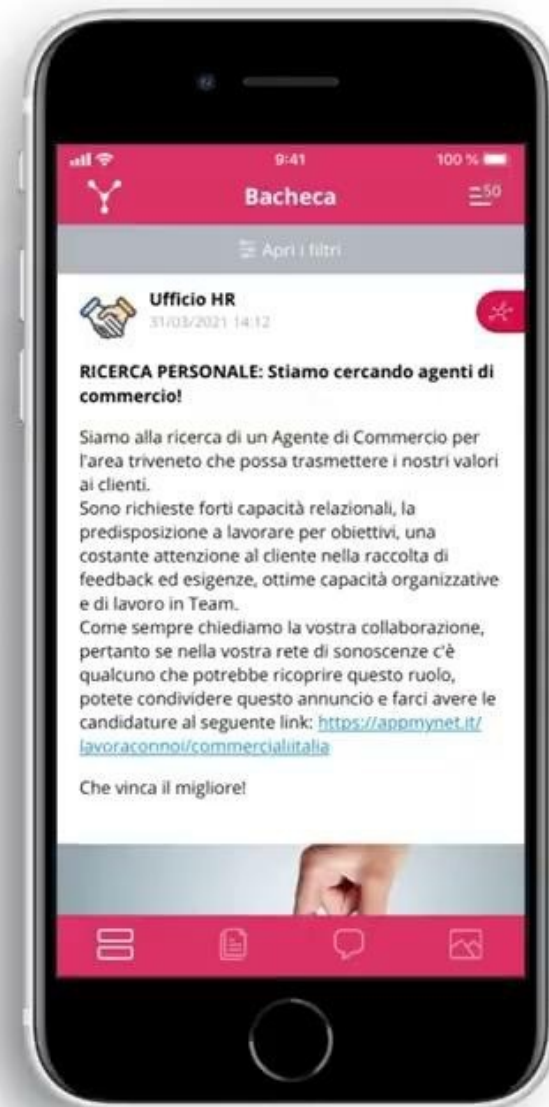 9:41
100 %
Bacheca
50
Apri i filtri
Ufficio HR
31/03/2021 14:12
RICERCA PERSONALE: Stiamo cercando agenti di
commercio!
Siamo alla ricerca di un Agente di Commercio per
l'area triveneto che possa trasmettere i nostri valori
ai clienti.
Sono richieste forti capacità relazionali, la
predisposizione a lavorare per obiettivi, una
costante attenzione al cliente nella raccolta di
feedback ed esigenze, ottime capacità organizzative
e di lavoro in Team.
Come sempre chiediamo la vostra collaborazione,
pertanto se nella vostra rete di sonoscenze c'è
qualcuno che potrebbe ricoprire questo ruolo,
potete condividere questo annuncio e farci avere le
candidature al seguente link: https://appmynet.it/
lavoraconnoi/commercialiitalia
Che vinca il migliore!